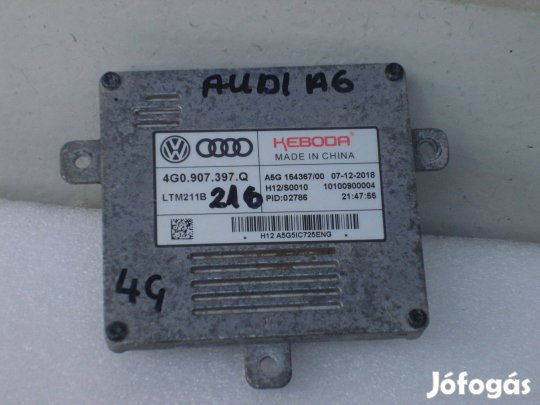 AUDI A6
KEBODA
MADE IN CHINA
4G0.907.397.Q
LTM211B
216
A5G 154367/00 07-12-2018
H12/S0010 10100900004
PID:02786 21:47:55
* H12 A5G5IC725ENG *
4G
Jófogás